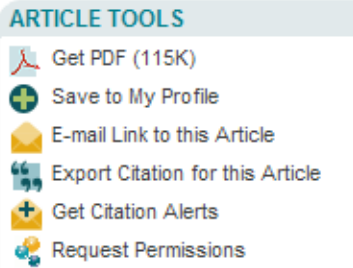 ARTICLE TOOLS
Get PDF (115K)
Save to My Profile
E-mail Link to this Article
Export Citation for this Article
Get Citation Alerts
Request Permissions